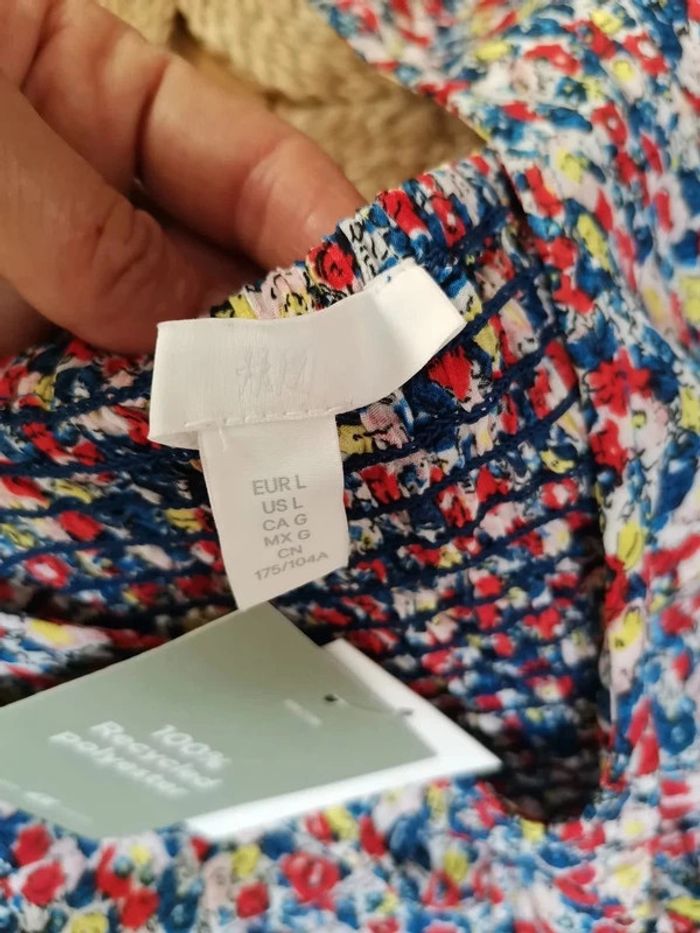 H&M
EUR L
US L
CA G
MX G
CN
175/104A
100%
Recycled
polyester